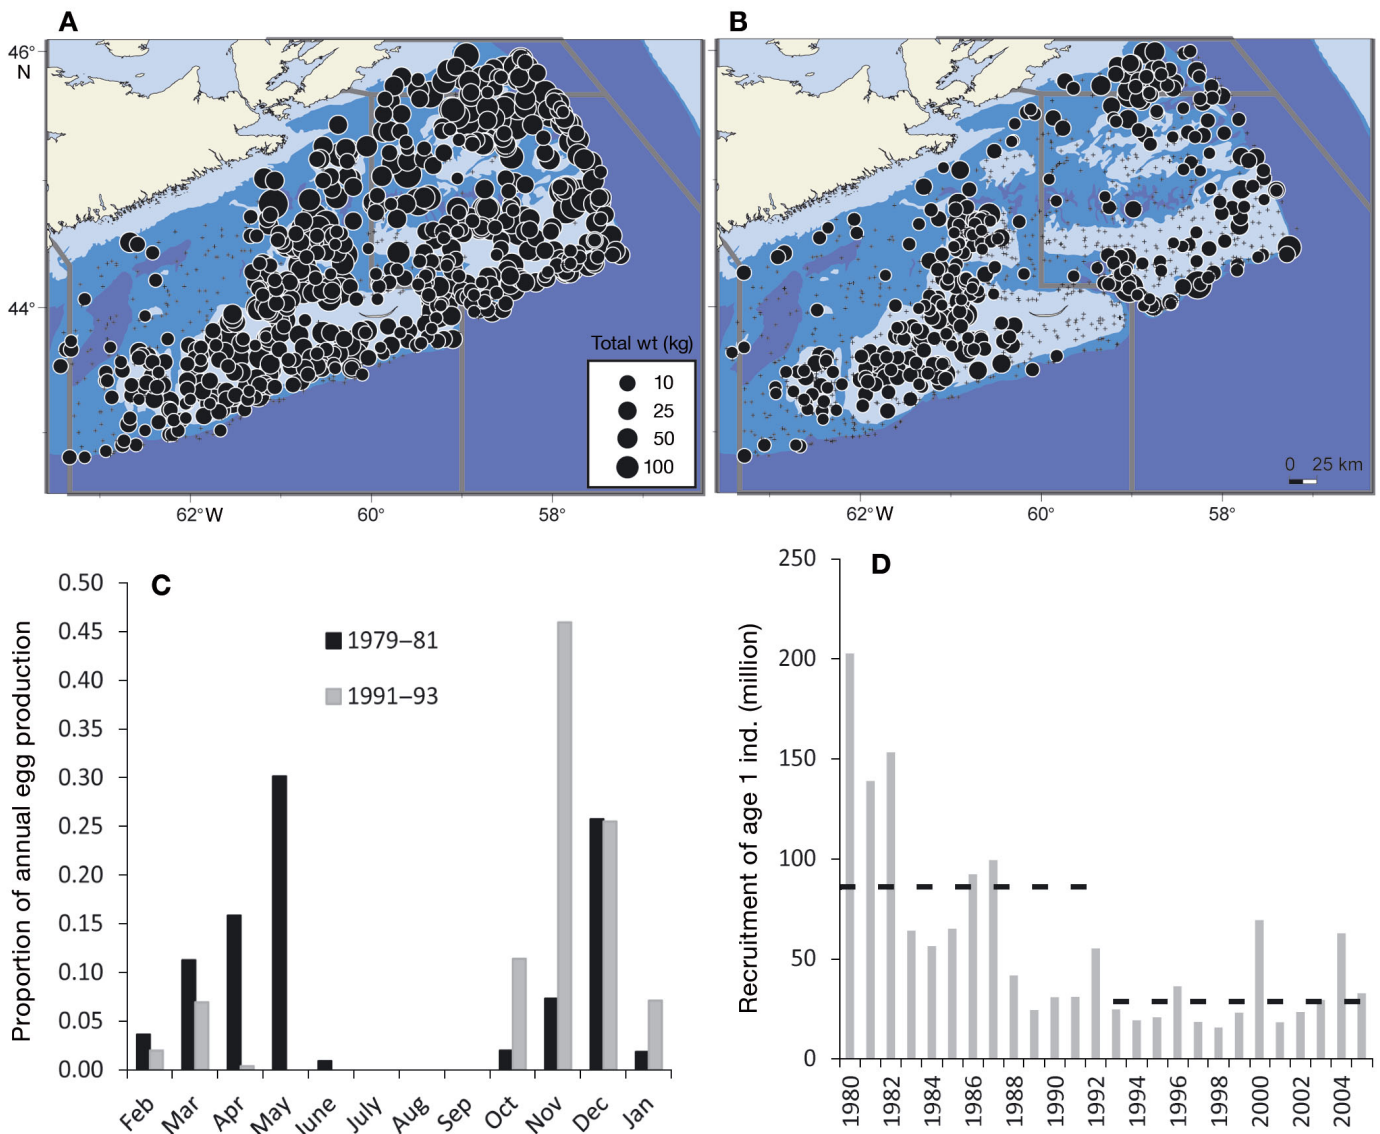 A
B
46°
N
44°
Total wt (kg)
10
25
50
100
0 25 km
62°W 60° 58°
62°W 60° 58°
C
Proportion of annual egg production
0.50
0.45
0.40
0.35
0.30
0.25
0.20
0.15
0.10
0.05
0.00
1979–81
1991–93
Feb Mar Apr May June July Aug Sep Oct Nov Dec Jan
D
Recruitment of age 1 ind. (million)
250
200
150
100
50
0
1980 1982 1984 1986 1988 1990 1992 1994 1996 1998 2000 2002 2004